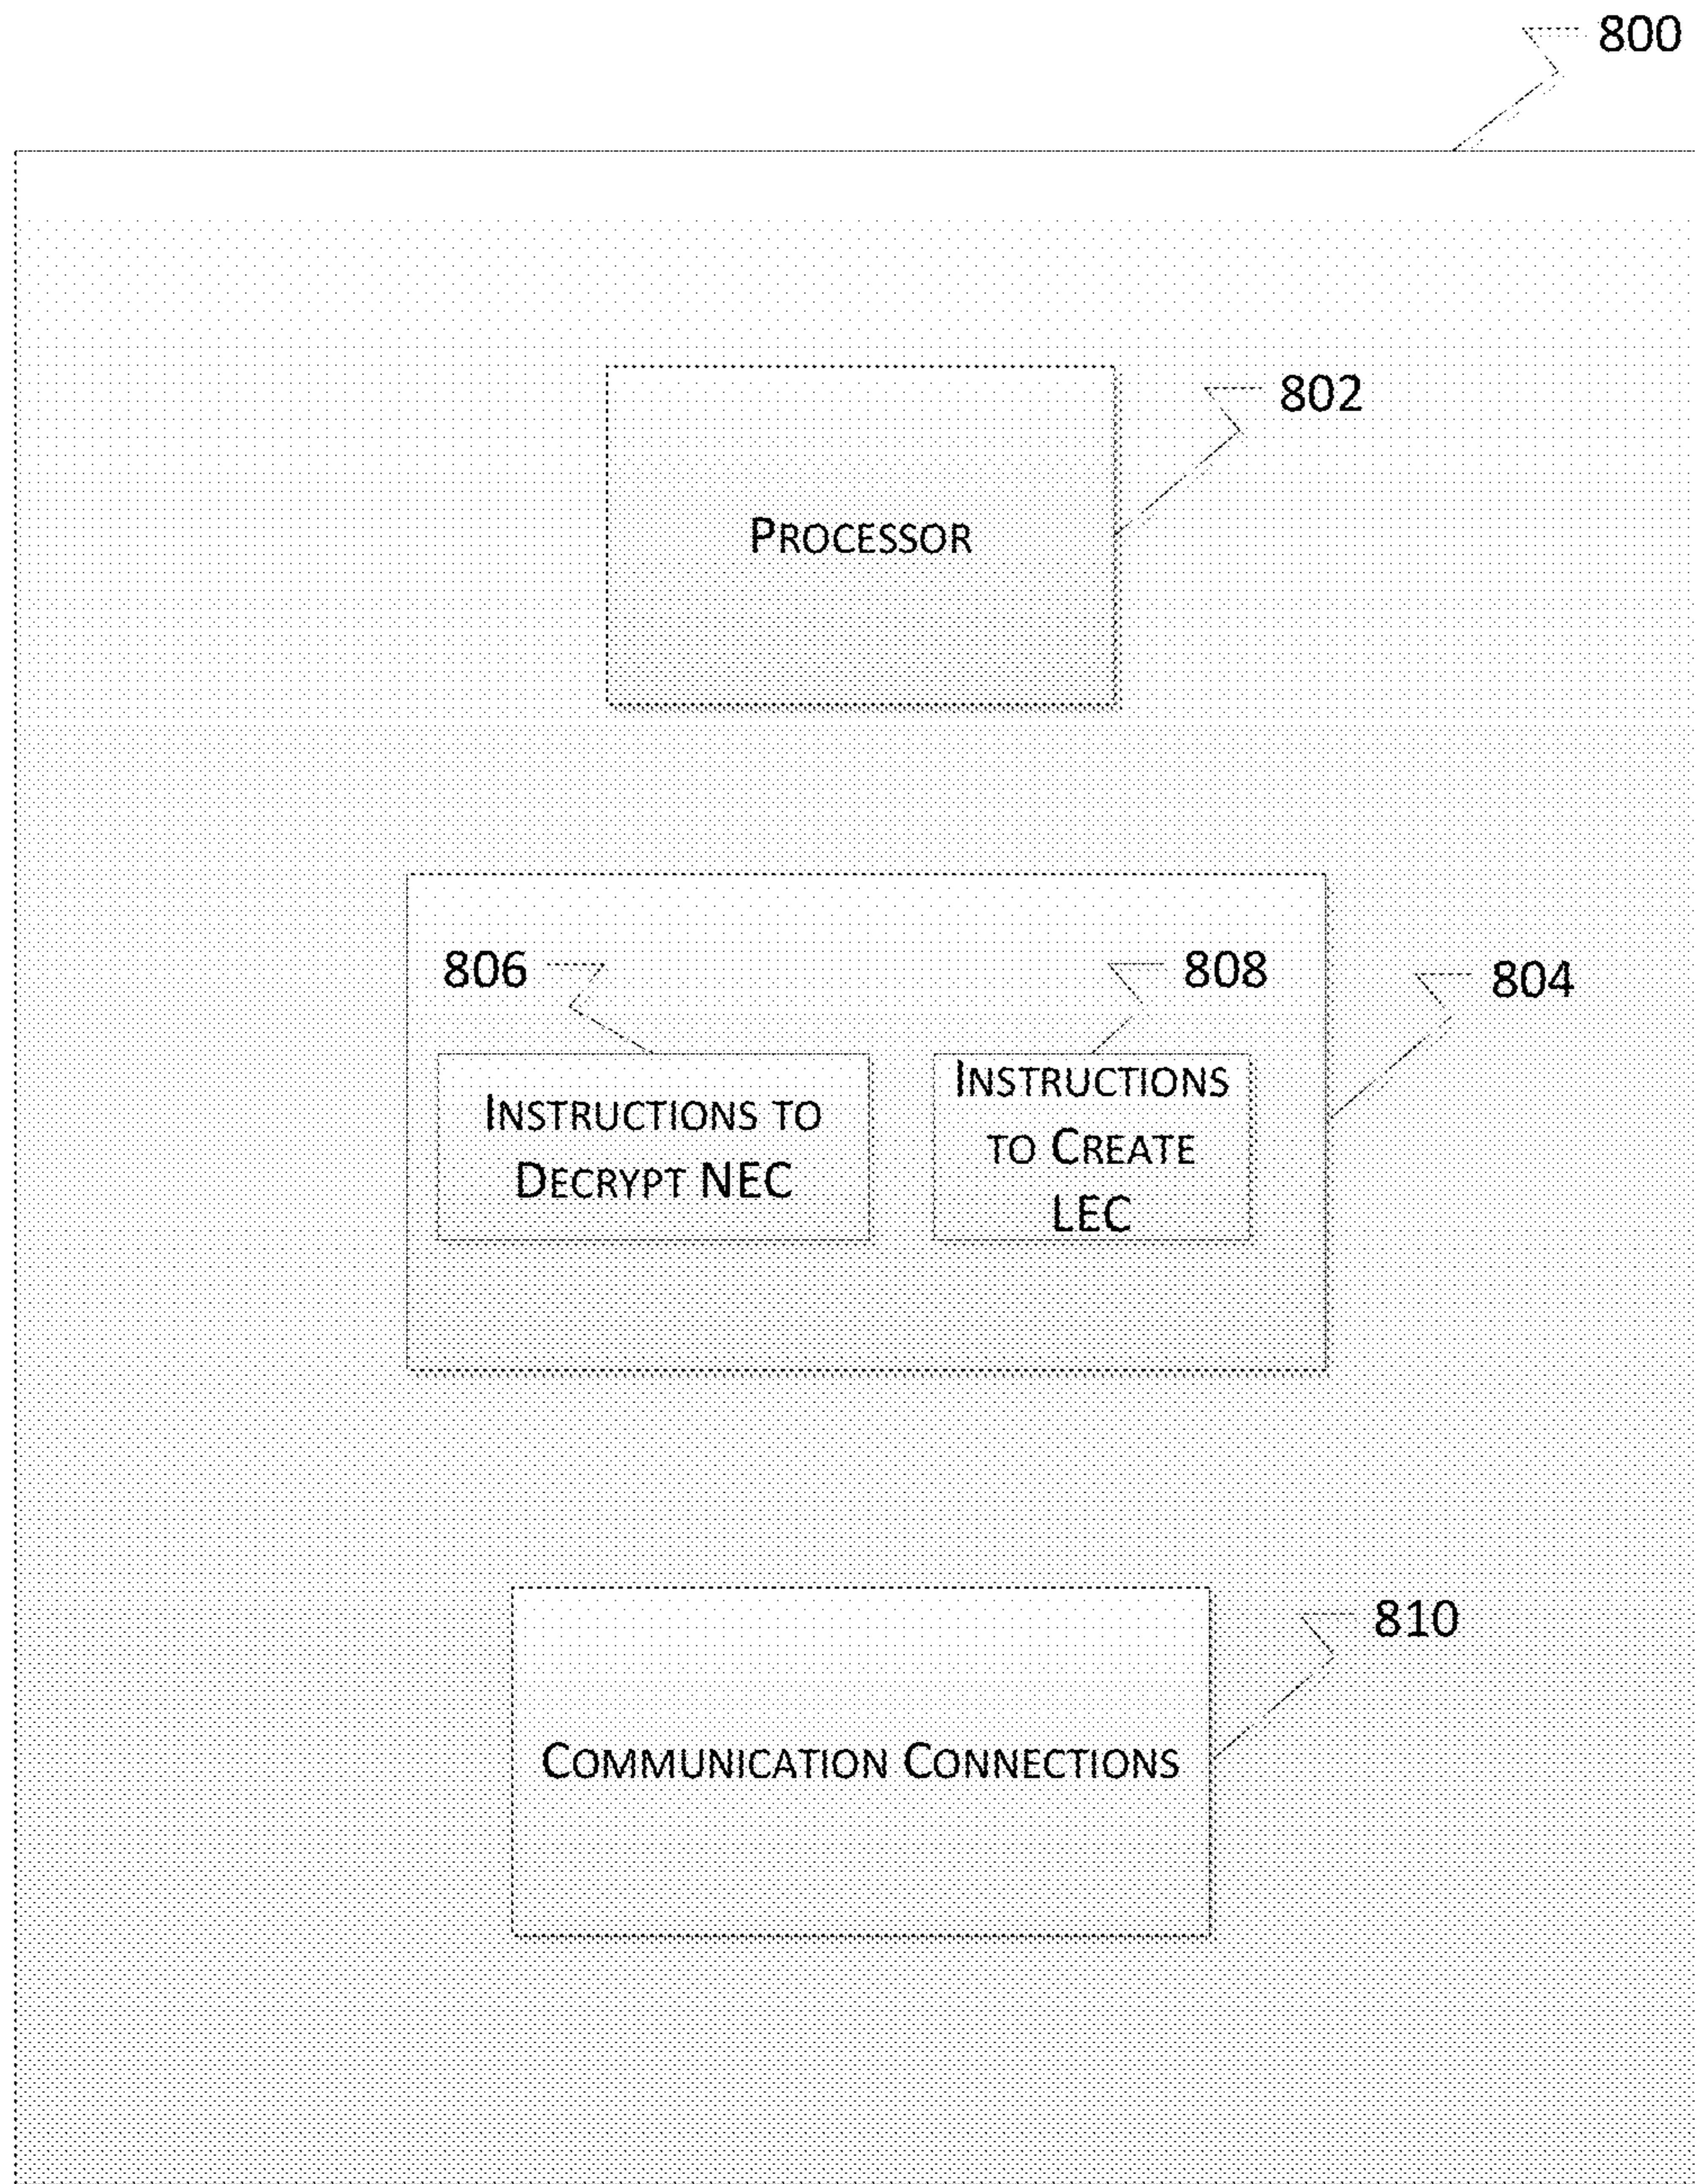 800
802
PROCESSOR
806
808
804
INSTRUCTIONS TO
DECRYPT NEC
INSTRUCTIONS
TO CREATE
LEC
810
COMMUNICATION CONNECTIONS